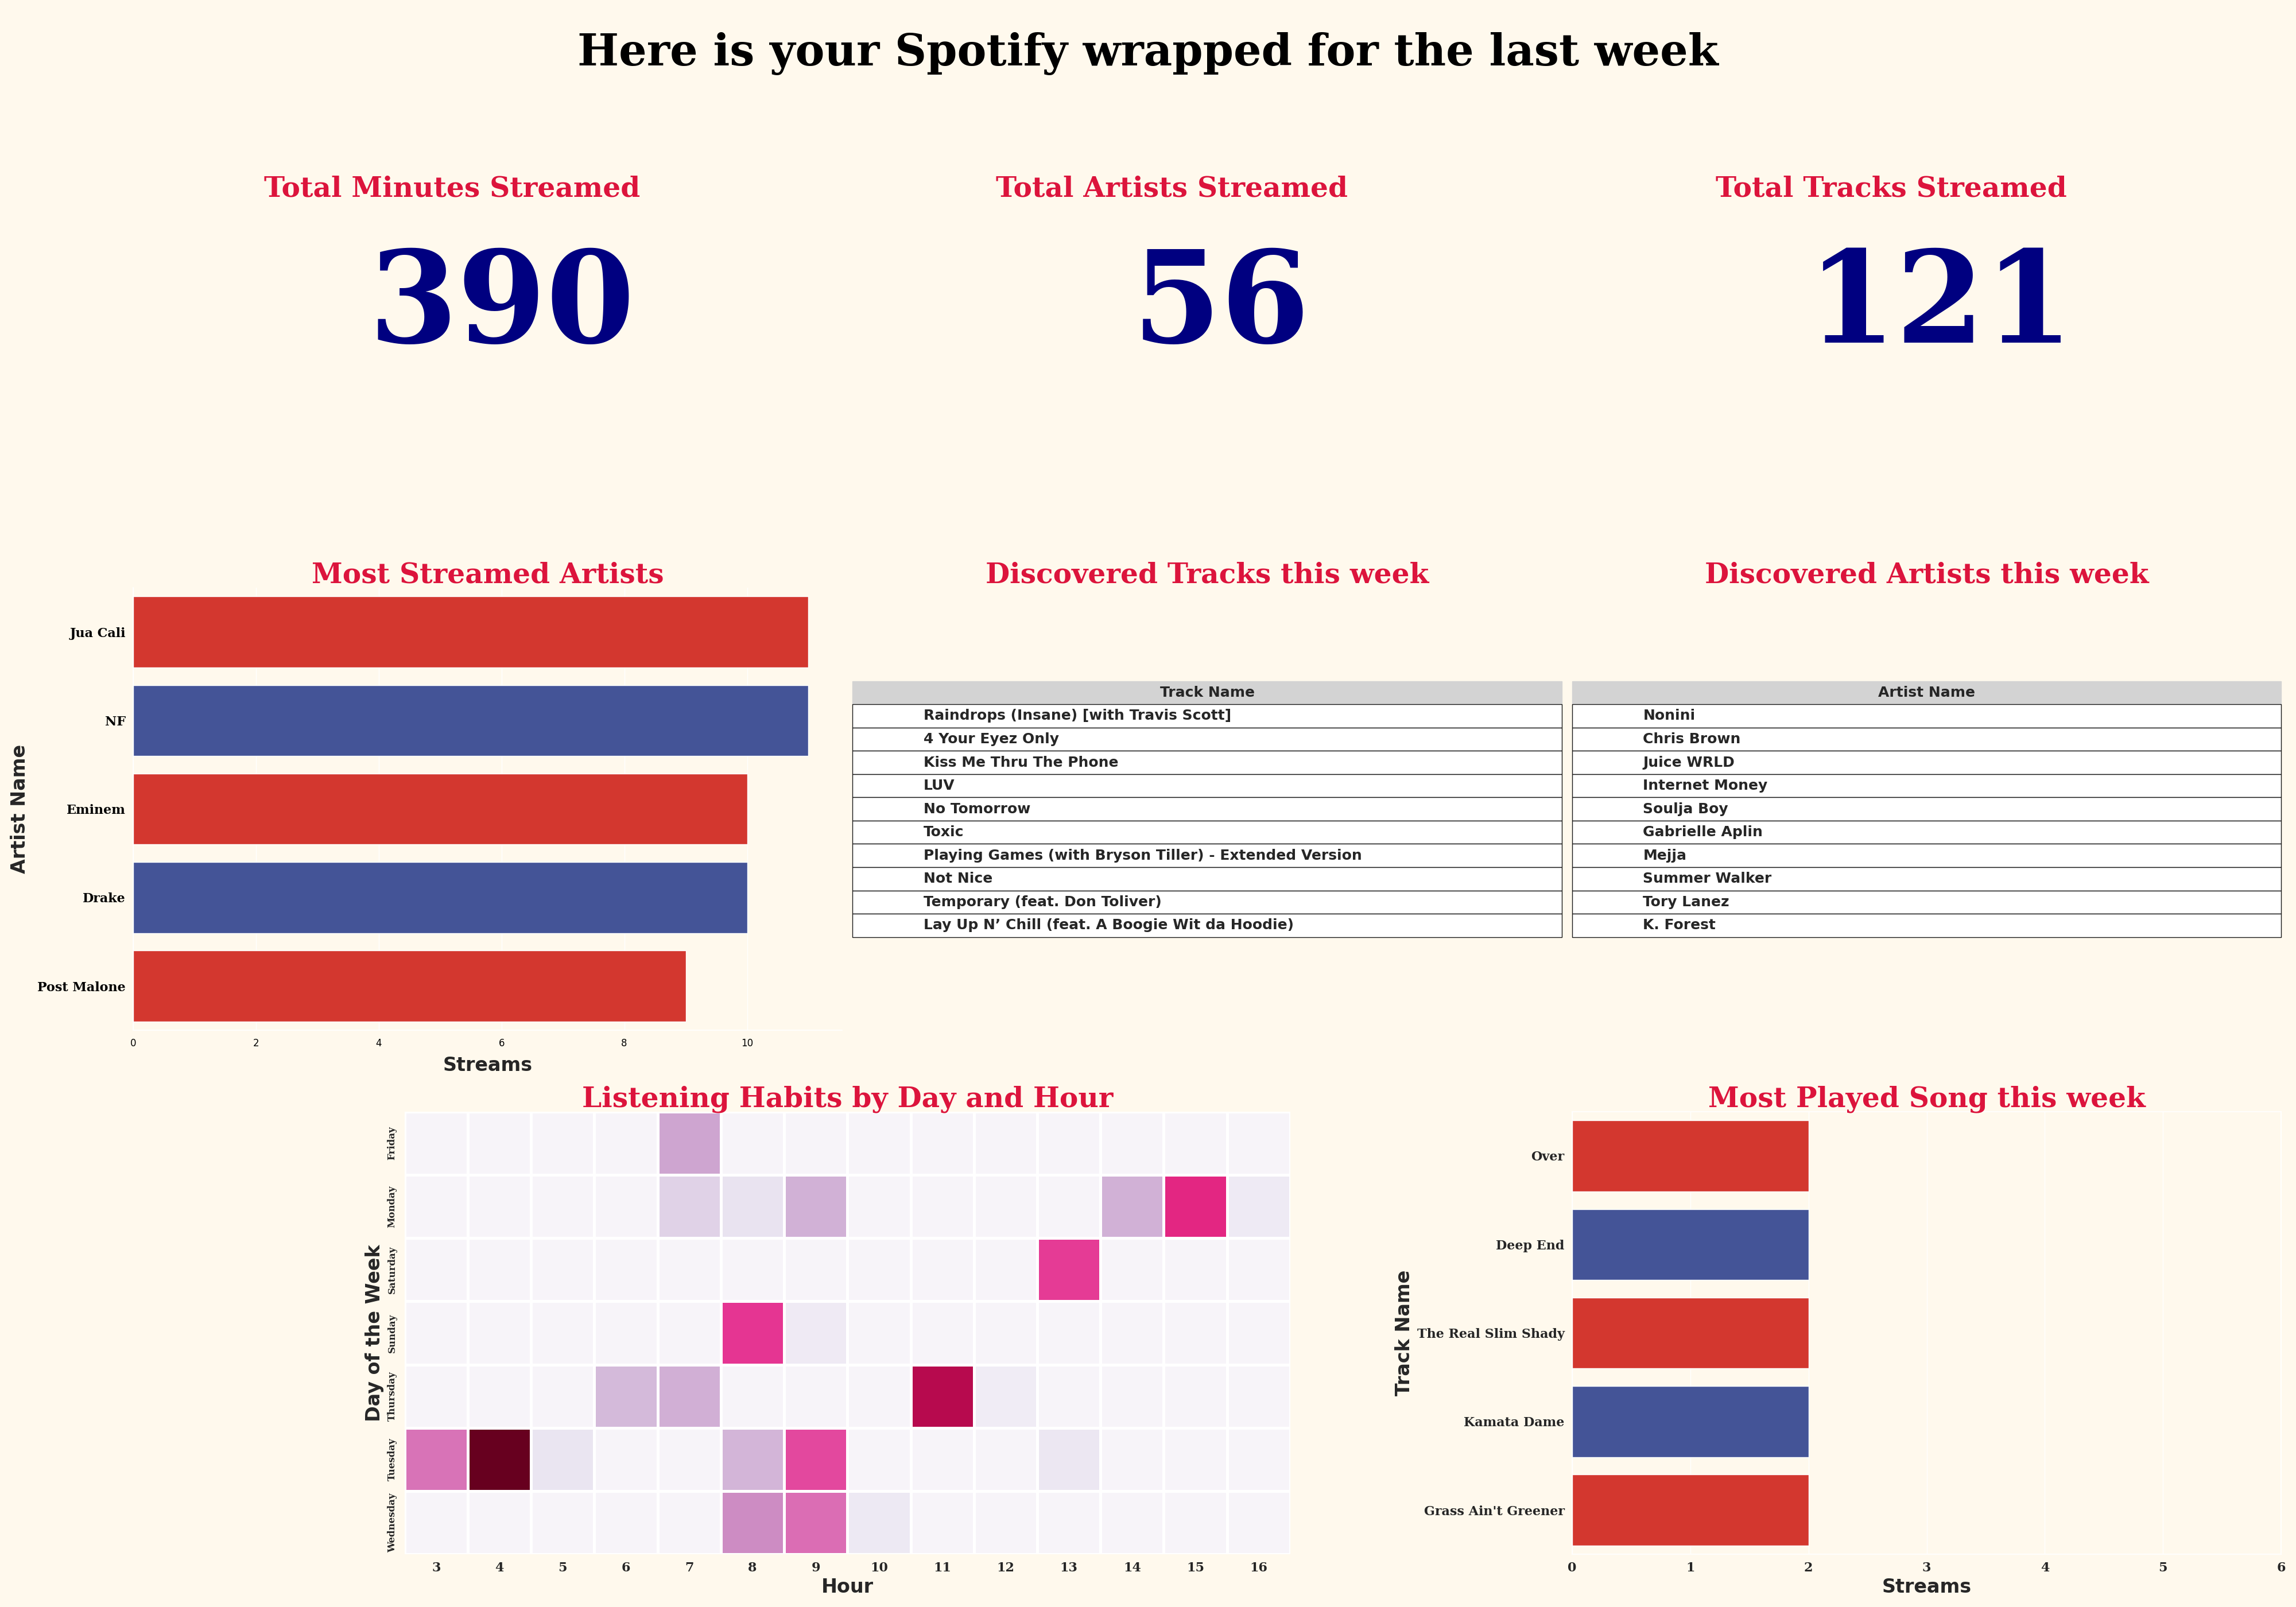 Here is your Spotify wrapped for the last week
Total Minutes Streamed
390
Total Artists Streamed
56
Total Tracks Streamed
121
Most Streamed Artists
Artist Name
Jua Cali
NF
Eminem
Drake
Post Malone
0 2 4 6 8 10
Streams
Discovered Tracks this week
Track Name
Raindrops (Insane) [with Travis Scott]
4 Your Eyez Only
Kiss Me Thru The Phone
LUV
No Tomorrow
Toxic
Playing Games (with Bryson Tiller) - Extended Version
Not Nice
Temporary (feat. Don Toliver)
Lay Up N’ Chill (feat. A Boogie Wit da Hoodie)
Discovered Artists this week
Artist Name
Nonini
Chris Brown
Juice WRLD
Internet Money
Soulja Boy
Gabrielle Aplin
Mejja
Summer Walker
Tory Lanez
K. Forest
Listening Habits by Day and Hour
Day of the Week
Friday
Monday
Saturday
Sunday
Thursday
Tuesday
Wednesday
3 4 5 6 7 8 9 10 11 12 13 14 15 16
Hour
Most Played Song this week
Track Name
Over
Deep End
The Real Slim Shady
Kamata Dame
Grass Ain't Greener
0 1 2 3 4 5 6
Streams